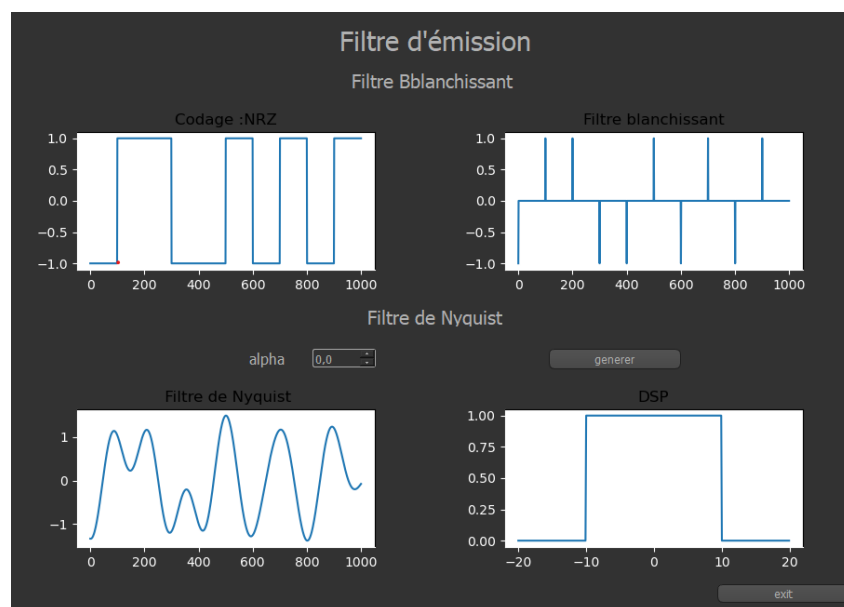 Filtre d'émission
Filtre Bblanchissant
Codage :NRZ
1.0
0.5
0.0
−0.5
−1.0
0 200 400 600 800 1000
Filtre blanchissant
1.0
0.5
0.0
−0.5
−1.0
0 200 400 600 800 1000
Filtre de Nyquist
alpha 0,0 generer
Filtre de Nyquist
1
0
−1
0 200 400 600 800 1000
DSP
1.00
0.75
0.50
0.25
0.00
−20 −10 0 10 20
exit